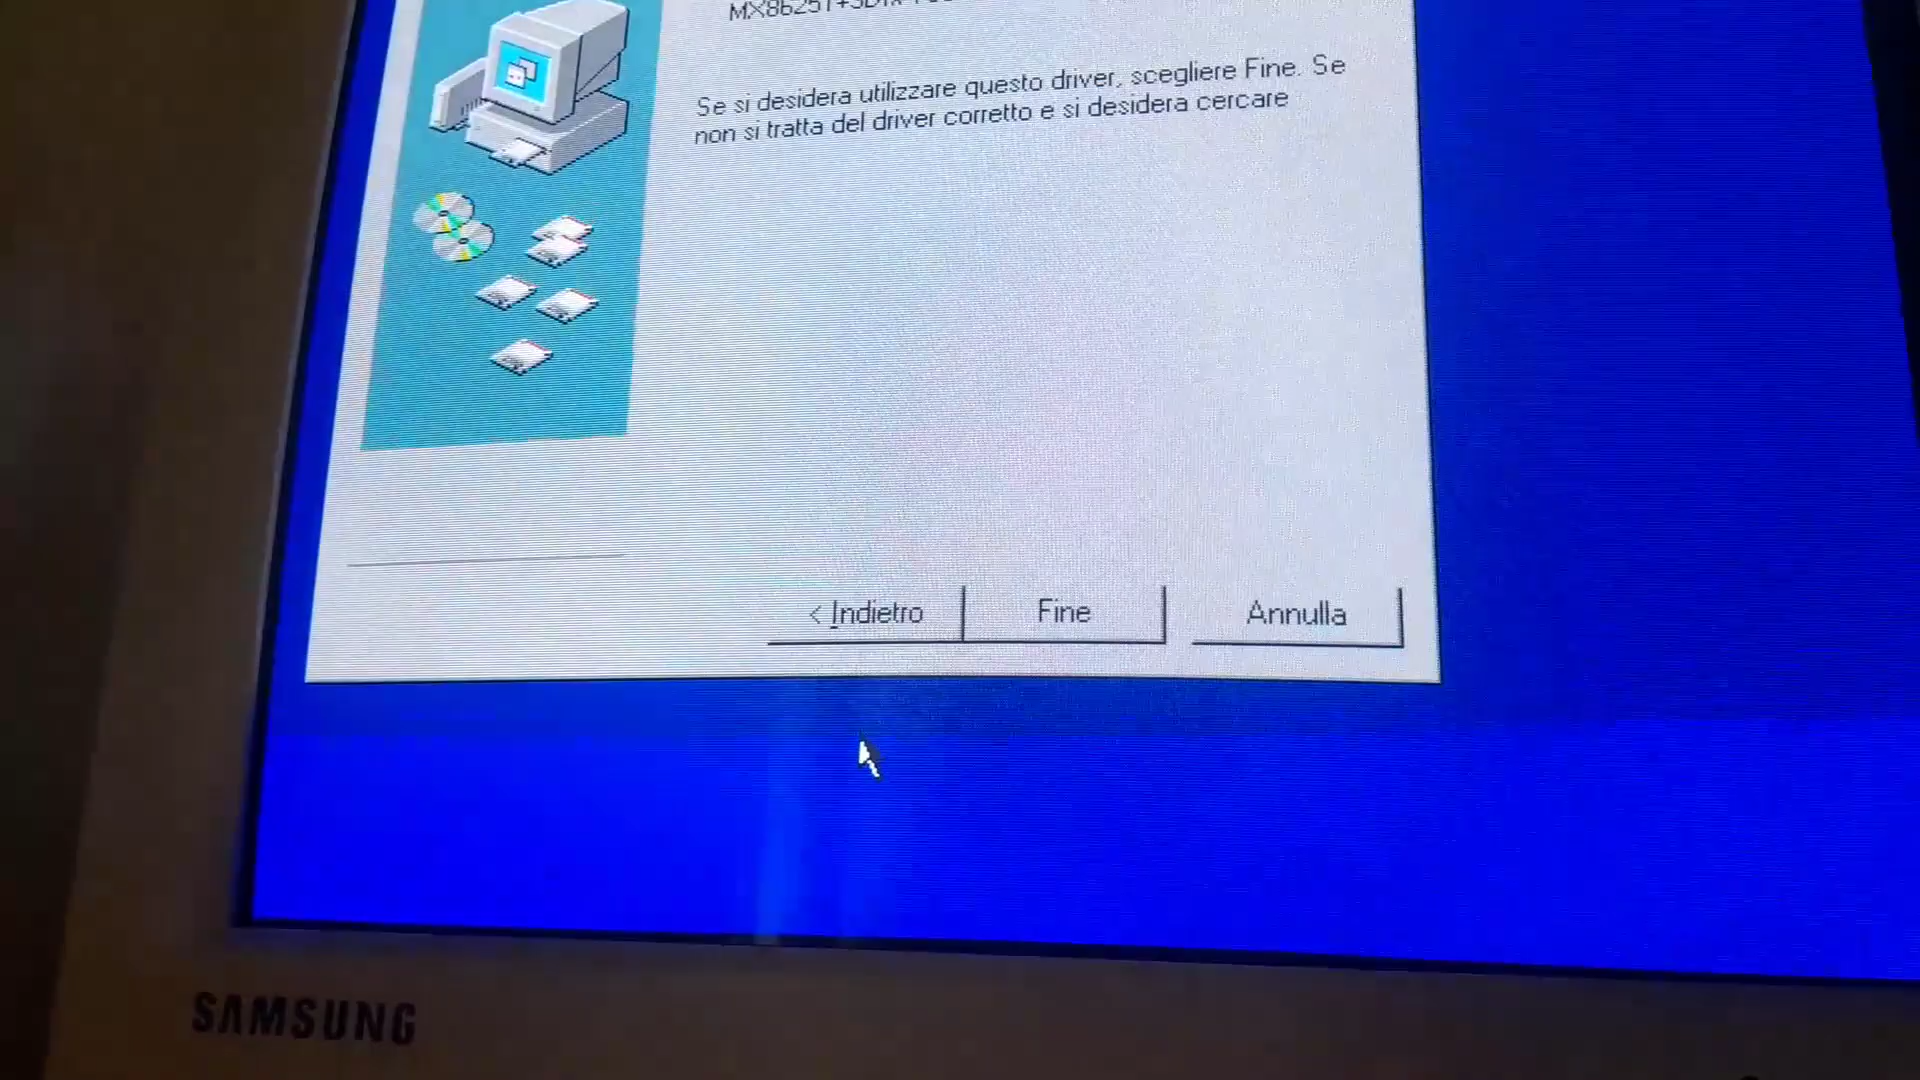 Se si desidera utilizzare questo driver, scegliere Fine. Se
non si tratta del driver corretto e si desidera cercare
< Indietro
Fine
Annulla
SAMSUNG